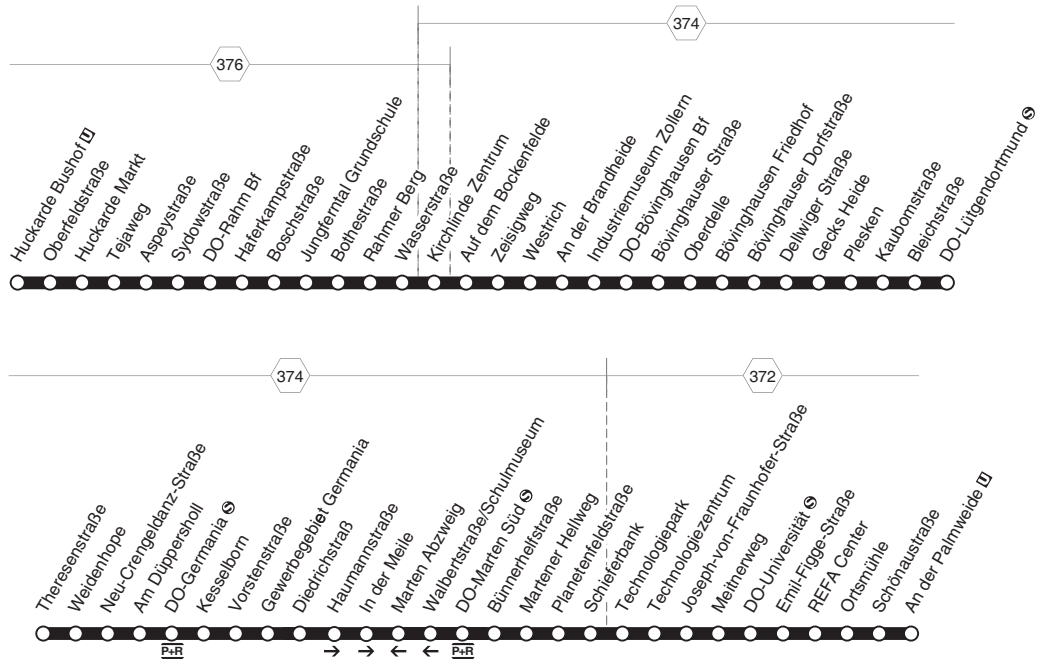 374
376
Huckarde Bushof U
Oberfeldstraße
Huckarde Markt
Tejaweg
Aspeystraße
Sydowstraße
DO-Rahm Bf
Haferkampstraße
Boschstraße
Jungferntal Grundschule
Bothestraße
Rahmer Berg
Wasserstraße
Kirchlinde Zentrum
Auf dem Bockenfelde
Zeisigweg
Westrich
An der Brandheide
Industriemuseum Zollern
DO-Bövinghausen Bf
Bövinghauser Straße
Oberdelle
Bövinghausen Friedhof
Bövinghauser Dorfstraße
Dellwiger Straße
Gecks Heide
Plesken
Kaubomstraße
Bleichstraße
DO-Lütgendortmund S
374
372
Theresenstraße
Weidenhope
Neu-Crengeldanz-Straße
Am Düppersholl
DO-Germania S
Kesselborn
Vorstenstraße
Gewerbegebiet Germania
Diedrichstraß
Haumannstraße
In der Meile
Marten Abzweig
Walbertstraße/Schulmuseum
DO-Marten Süd S
Bünnerhelfstraße
Martener Hellweg
Planetenfeldstraße
Schieferbank
Technologiepark
Technologiezentrum
Joseph-von-Fraunhofer-Straße
Meitnerweg
DO-Universität S
Emil-Figge-Straße
REFA Center
Ortsmühle
Schönaustraße
An der Palmweide U
P+R → → ← ← P+R